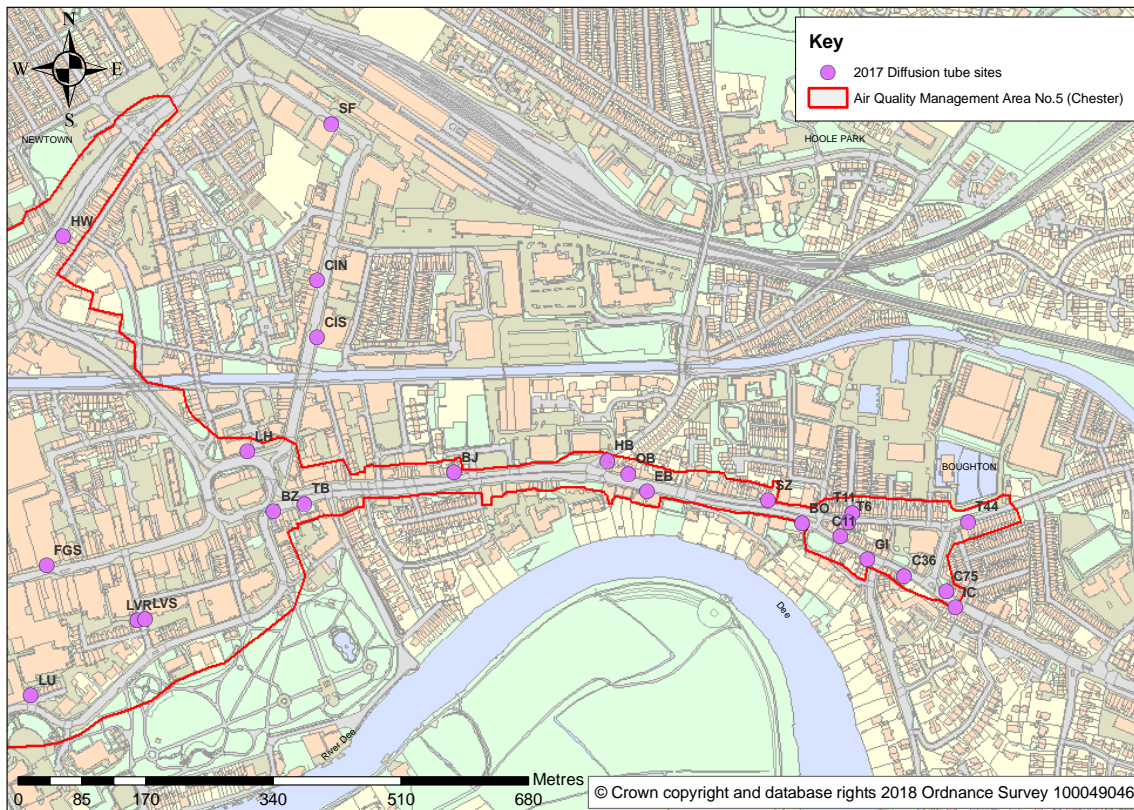 N
W E
S
Key
2017 Diffusion tube sites
Air Quality Management Area No.5 (Chester)
SF
NEWTOWN
HOOLE PARK
HW
CIN
CIS
LH
BJ
HB
OB
EB
BZ
TB
SZ
BO
T11
T6
C11
BOUGHTON
T44
GI
C36
C75
IC
FGS
LVR
LVS
LU
Dee
River Dee
0 85 170 340 510 680 Metres
© Crown copyright and database rights 2018 Ordnance Survey 100049046